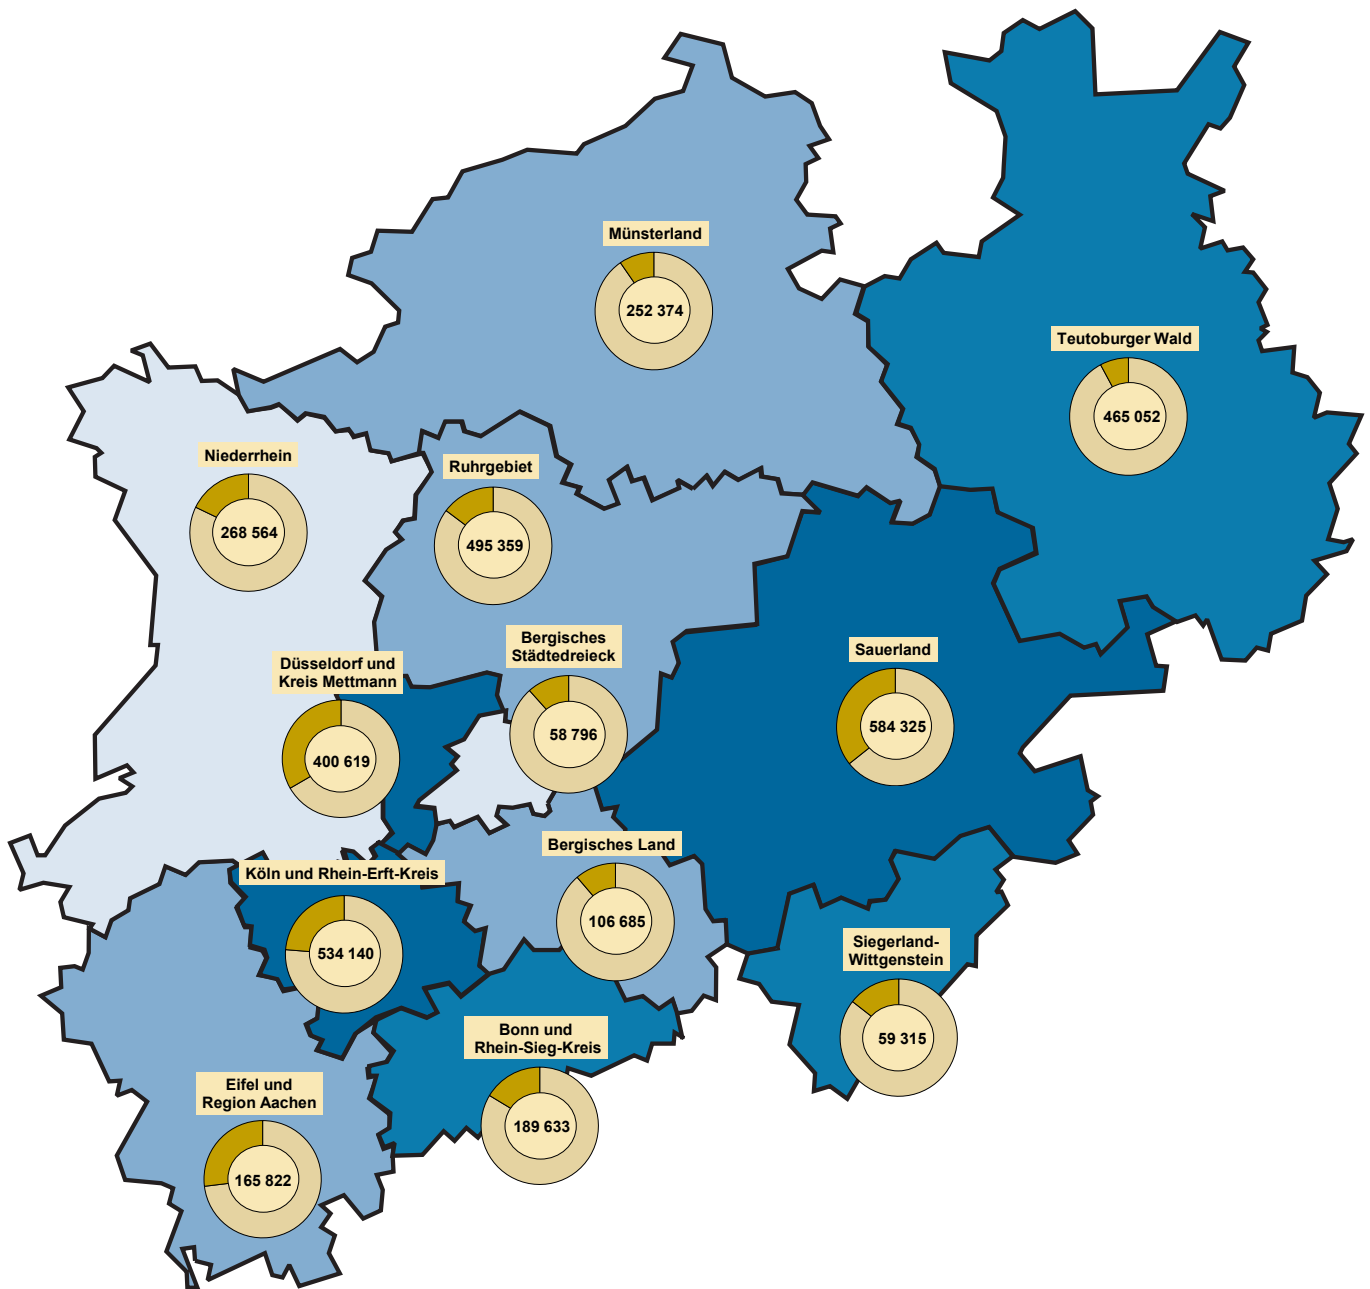 Münsterland
252 374
Teutoburger Wald
465 052
Niederrhein
268 564
Ruhrgebiet
495 359
Bergisches
Städtedreieck
58 796
Düsseldorf und
Kreis Mettmann
400 619
Sauerland
584 325
Bergisches Land
106 685
Köln und Rhein-Erft-Kreis
534 140
Siegerland-
Wittgenstein
59 315
Bonn und
Rhein-Sieg-Kreis
189 633
Eifel und
Region Aachen
165 822